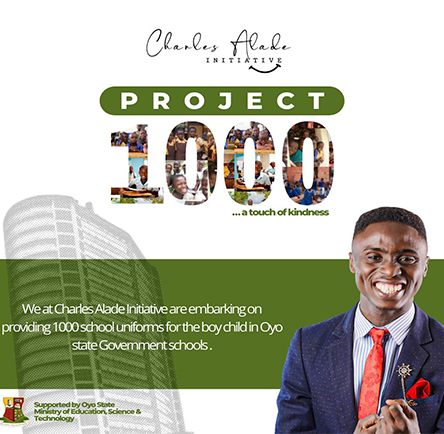 Charles Alade
INITIATIVE
PROJECT
1000
... a touch of kindness
We at Charles Alade Initiative are embarking on
providing 1000 school uniforms for the boy child in Oyo
state Government schools .
Supported by Oyo State
Ministry of Education, Science &
Technology